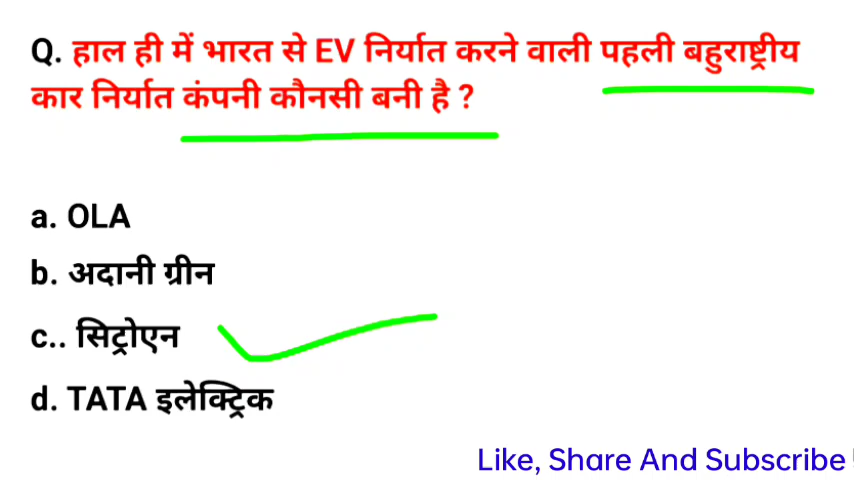 Q. हाल ही में भारत से EV निर्यात करने वाली पहली बहुराष्ट्रीय
कार निर्यात कंपनी कौनसी बनी है ?
a. OLA
b. अदानी ग्रीन
c.. सिट्रोएन
d. TATA इलेक्ट्रिक
Like, Share And Subscribe